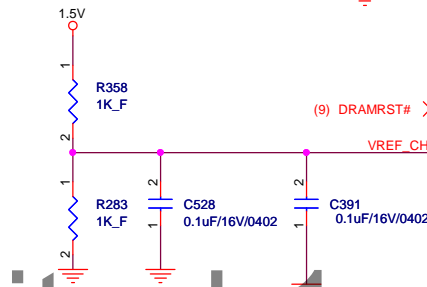 1.5V
1
R358
1K_F
2
(9) DRAMRST#
VREF_CH
1
R283
1K_F
2
2
C528
0.1uF/16V/0402
1
2
C391
0.1uF/16V/0402
1